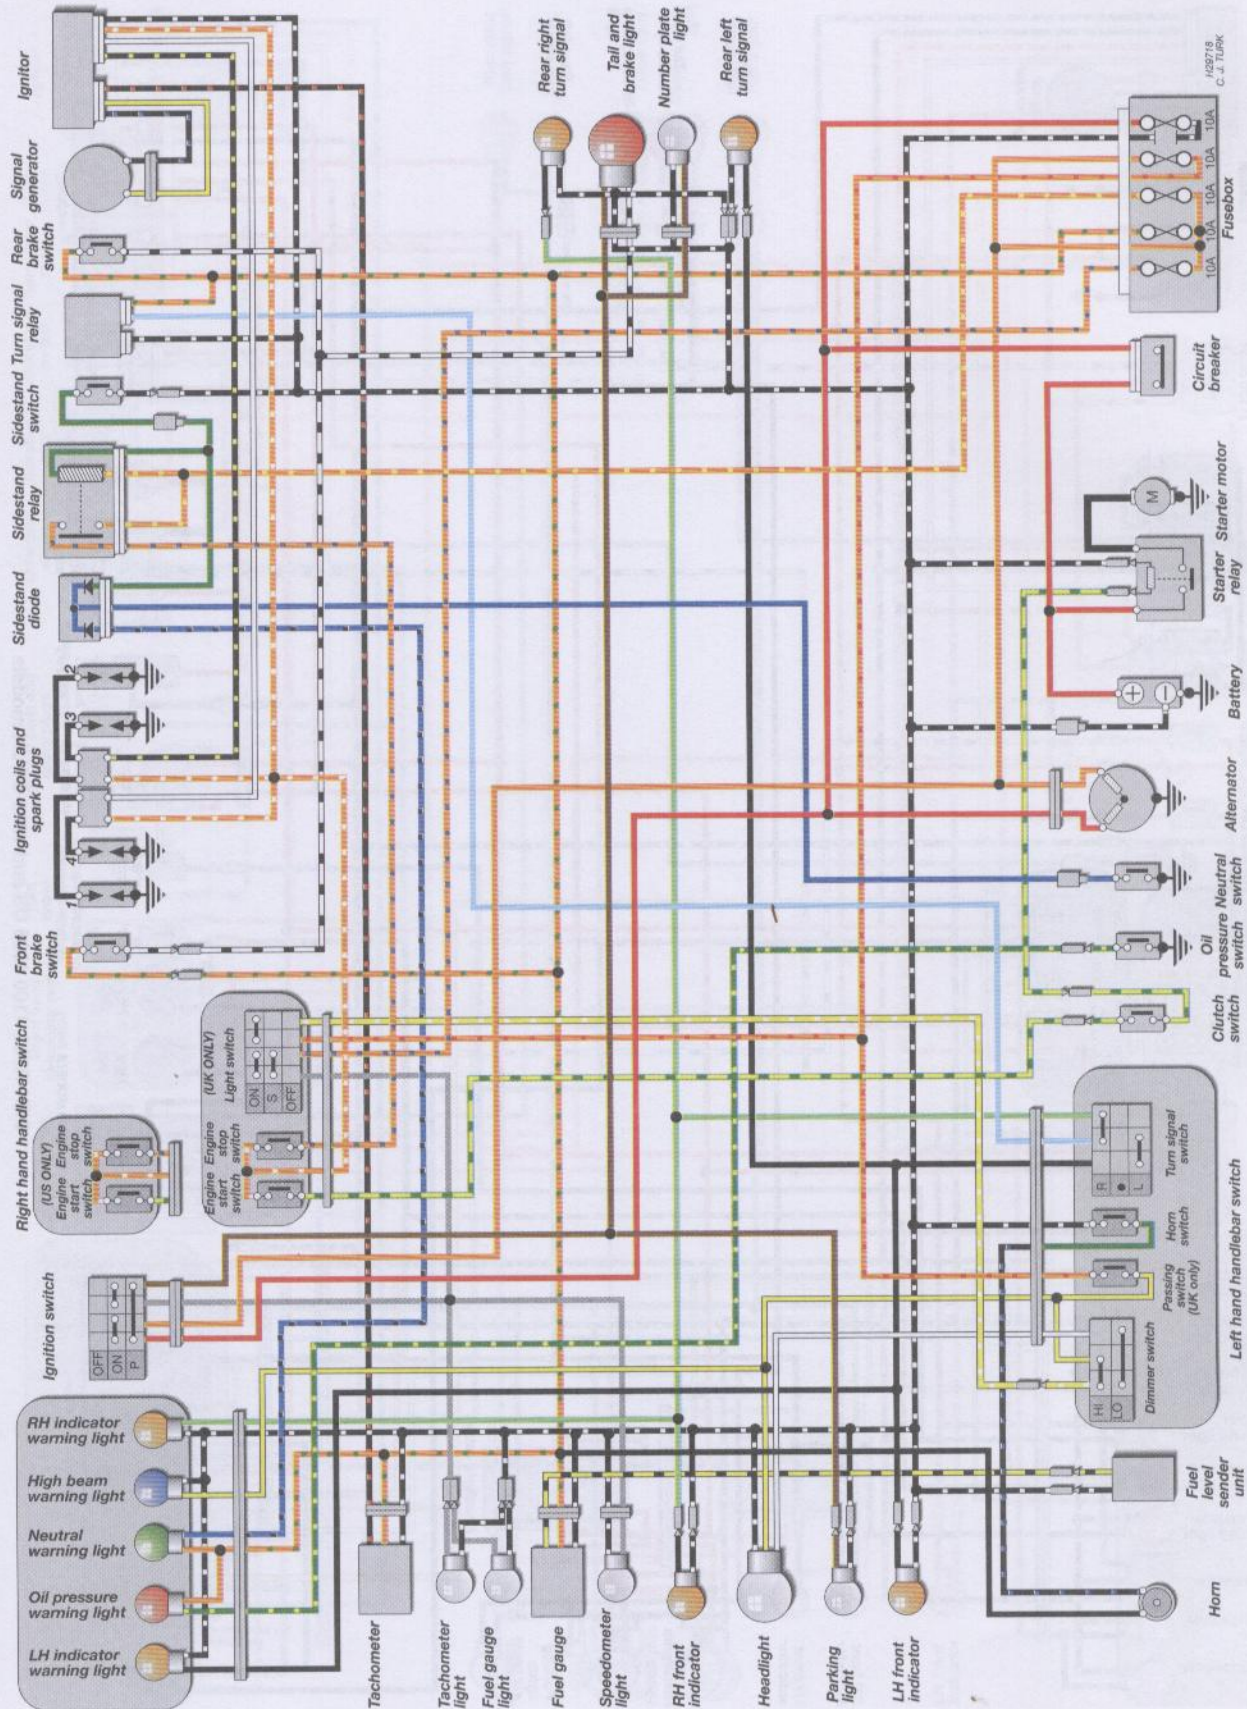 Ignitor
Signal
generator
Rear
brake
switch
Turn signal
relay
Sidestand
switch
Sidestand
relay
Sidestand
diode
Ignition coils and
spark plugs
2
3
4
1
Front
brake
switch
Right hand handlebar switch
(US ONLY)
Engine
stop
switch
Engine
start
switch
(UK ONLY)
Light switch
ON
S
OFF
Engine
stop
switch
Engine
start
switch
Ignition switch
OFF
ON
P
RH indicator
warning light
High beam
warning light
Neutral
warning light
Oil pressure
warning light
LH indicator
warning light
Rear right
turn signal
Tail and
brake light
Number plate
light
Rear left
turn signal
Tachometer
Tachometer
light
Fuel gauge
light
Fuel gauge
Speedometer
light
RH front
indicator
Headlight
Parking
light
LH front
indicator
H29718
C. J. TURK
10A
10A
10A
10A
10A
Fusebox
Circuit
breaker
Starter motor
M
Starter
relay
Battery
+
−
Alternator
Neutral
switch
Oil
pressure
switch
Clutch
switch
Turn signal
switch
R
L
Horn
switch
Passing
switch
(UK only)
Dimmer switch
HI
LO
Left hand handlebar switch
Fuel
level
sender
unit
Horn